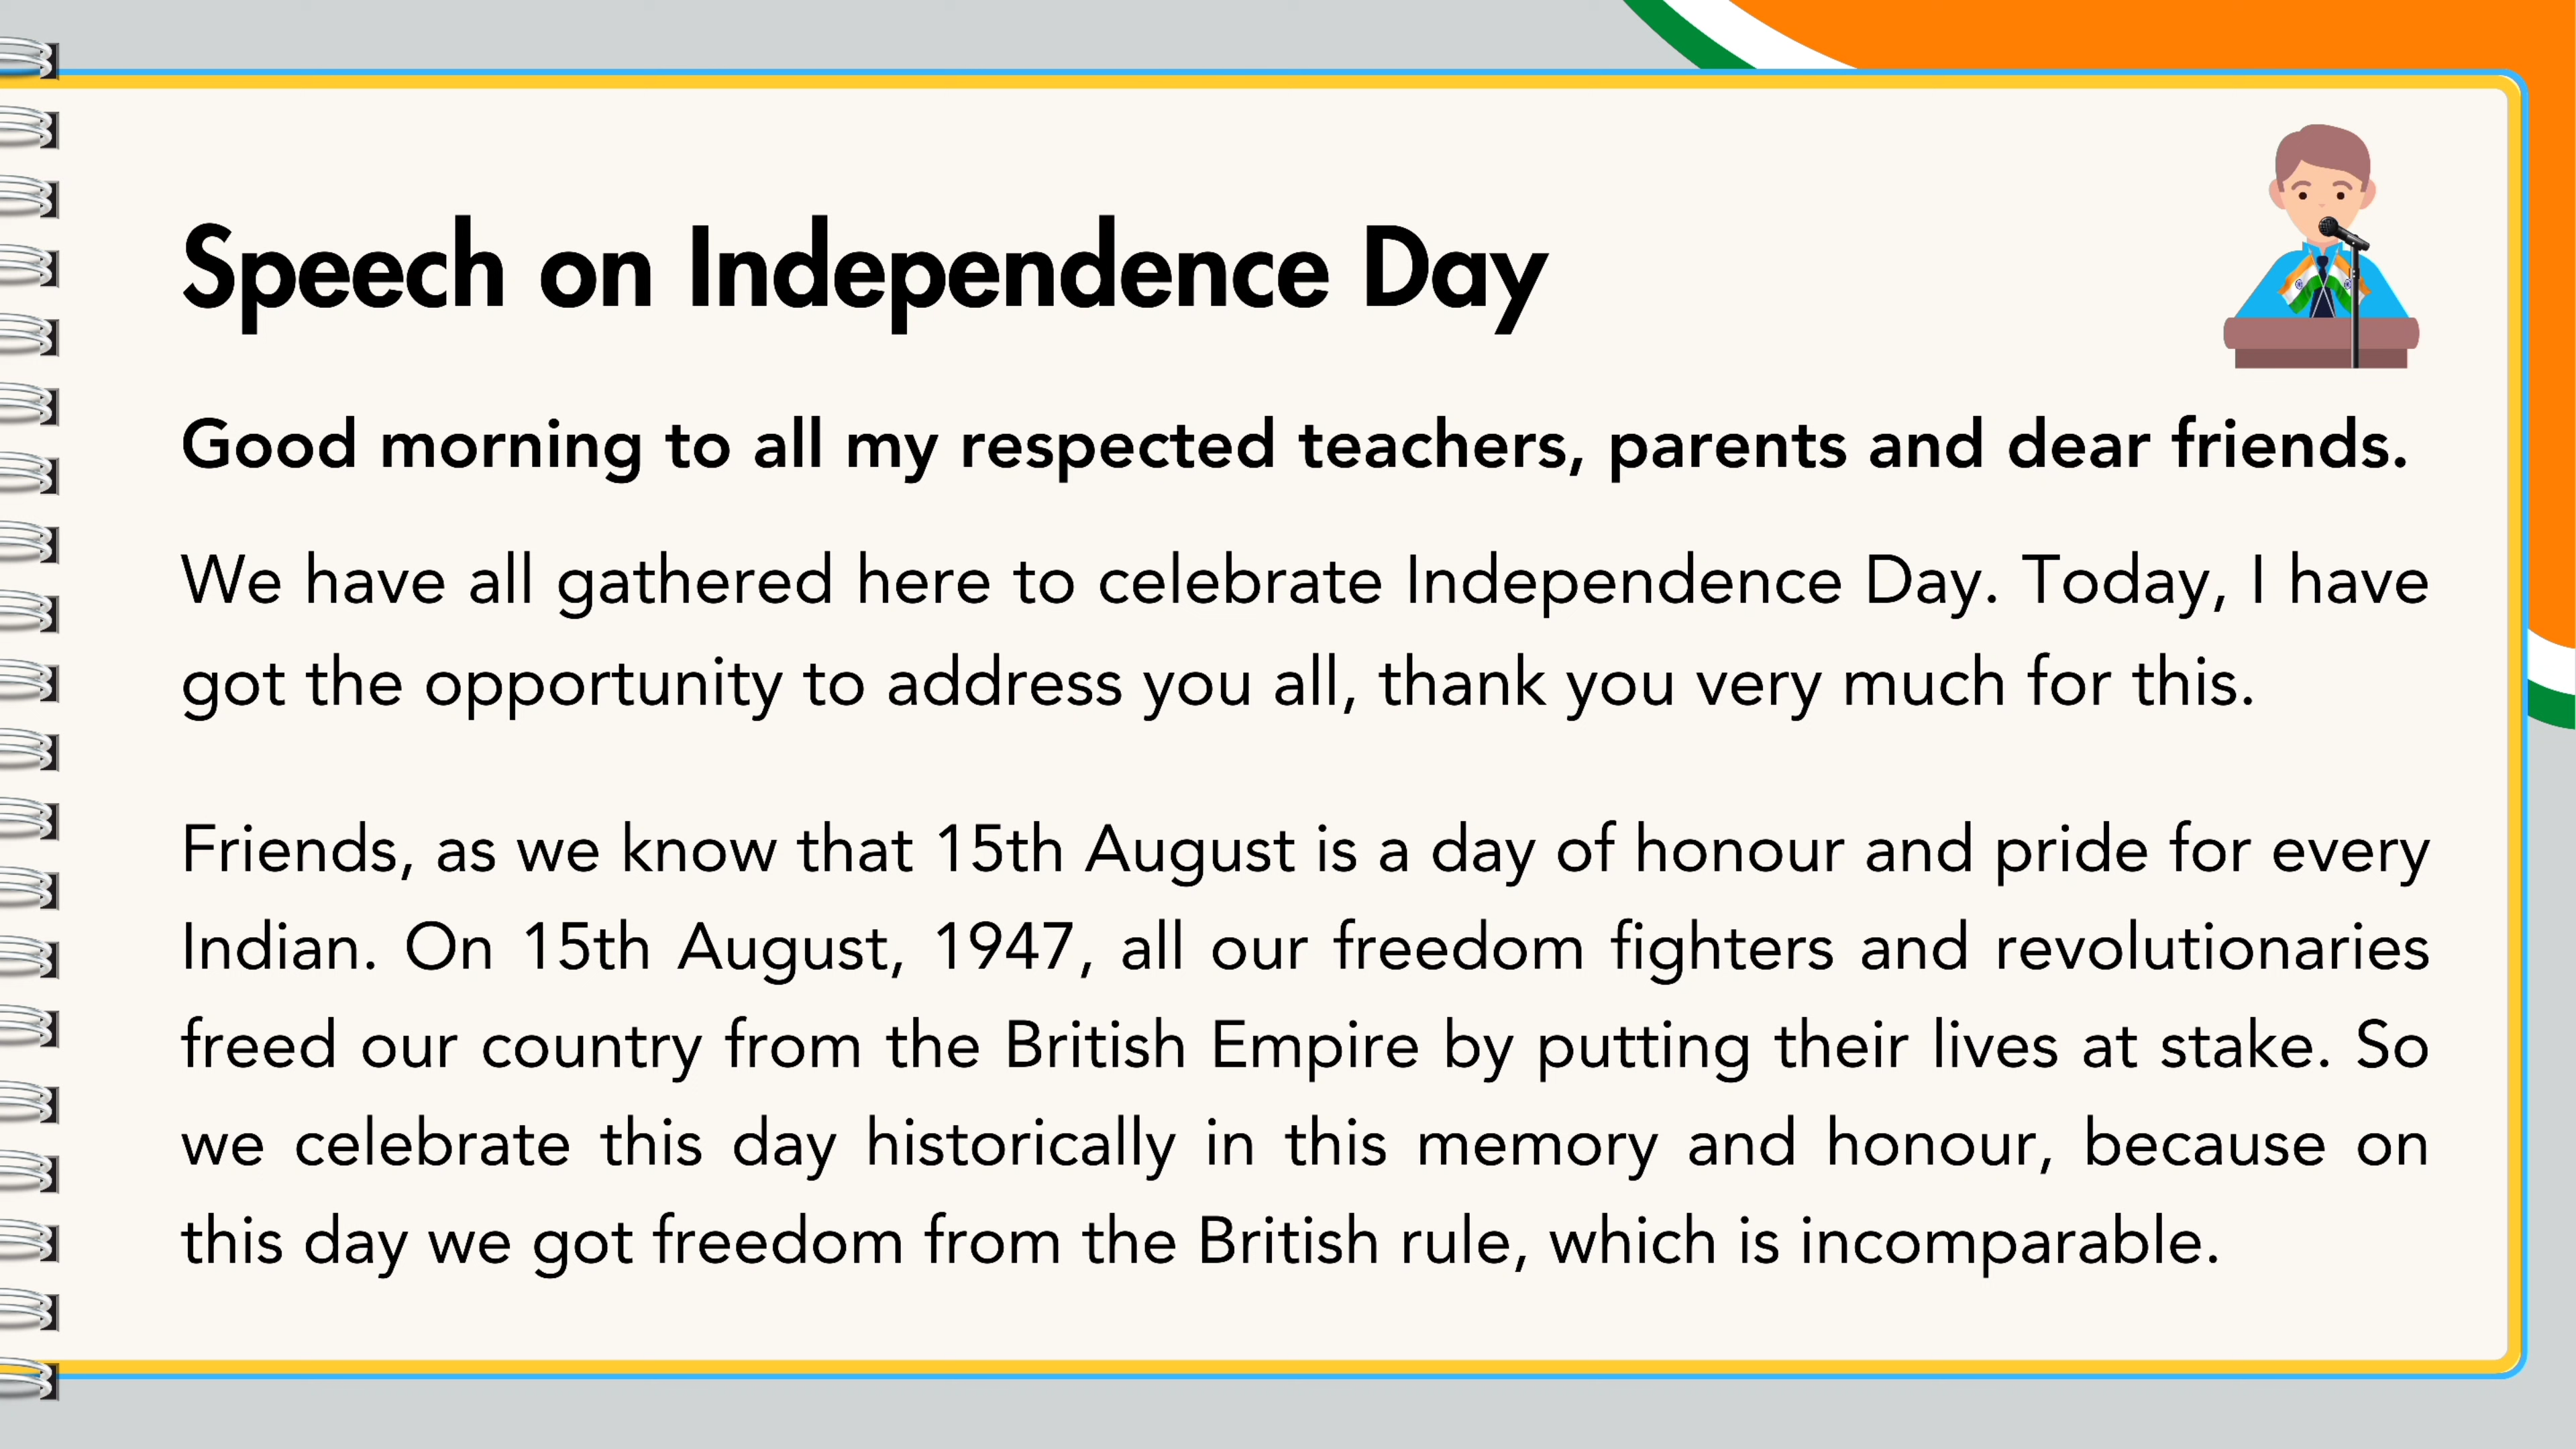 Speech on Independence Day
Good morning to all my respected teachers, parents and dear friends.
We have all gathered here to celebrate Independence Day. Today, I have
got the opportunity to address you all, thank you very much for this.
Friends, as we know that 15th August is a day of honour and pride for every
Indian. On 15th August, 1947, all our freedom fighters and revolutionaries
freed our country from the British Empire by putting their lives at stake. So
we celebrate this day historically in this memory and honour, because on
this day we got freedom from the British rule, which is incomparable.